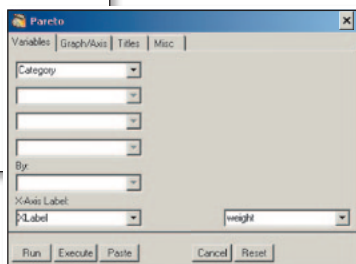 Pareto
Variables Graph/Axis Titles Misc
Category
By:
X-Axis Label:
XLabel weight
Run Execute Paste Cancel Reset